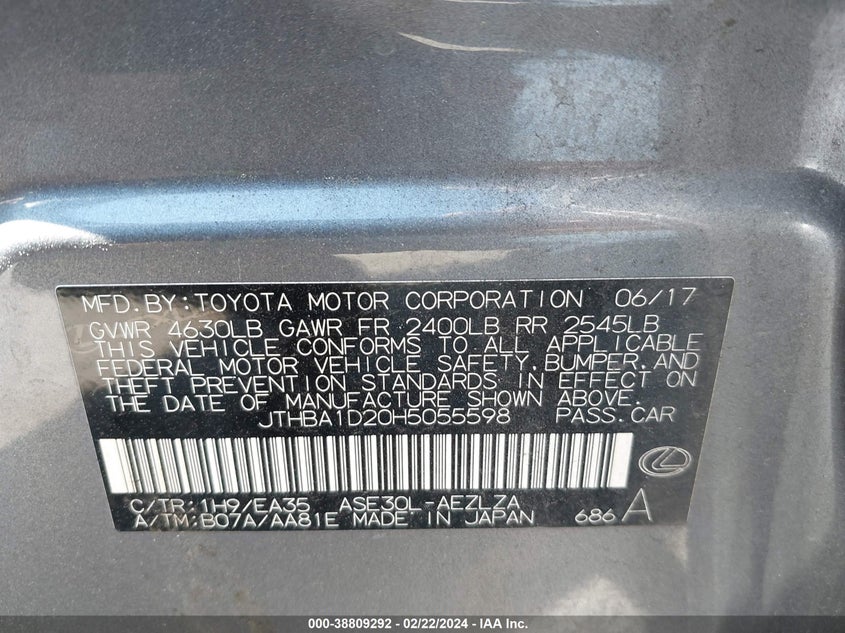 MFD.BY:TOYOTA MOTOR CORPORATION 06/17
GVWR 4630LB GAWR FR 2400LB RR 2545LB
THIS VEHICLE CONFORMS TO ALL APPLICABLE
FEDERAL MOTOR VEHICLE SAFETY,BUMPER,AND
THEFT PREVENTION STANDARDS IN EFFECT ON
THE DATE OF MANUFACTURE SHOWN ABOVE.
JTHBA1D20H5055598 PASS.CAR
C/TR:1H9/EA35 ASE30L-AEZLZA
A/TM:B07A/AA81E MADE IN JAPAN 686 A
000-38809292 - 02/22/2024 - IAA Inc.